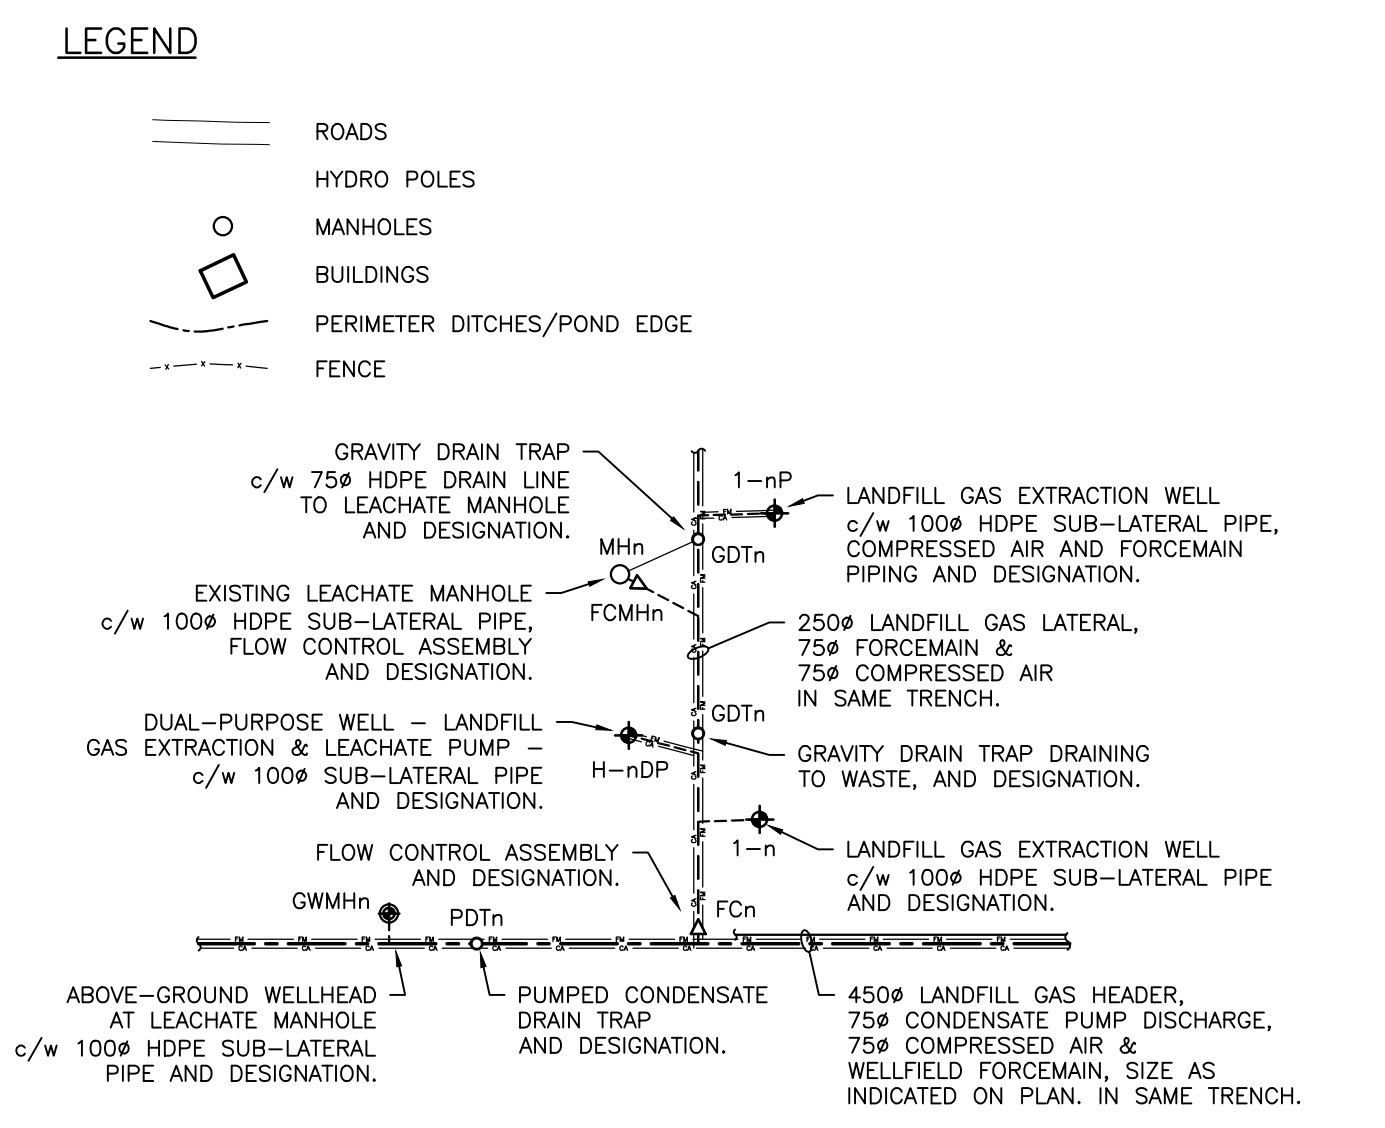 LEGEND
ROADS
HYDRO POLES
MANHOLES
BUILDINGS
PERIMETER DITCHES/POND EDGE
FENCE
GRAVITY DRAIN TRAP
c/w 75ø HDPE DRAIN LINE
TO LEACHATE MANHOLE
AND DESIGNATION.
1-nP
LANDFILL GAS EXTRACTION WELL
c/w 100ø HDPE SUB-LATERAL PIPE,
COMPRESSED AIR AND FORCEMAIN
PIPING AND DESIGNATION.
MHn
GDTn
EXISTING LEACHATE MANHOLE
c/w 100ø HDPE SUB-LATERAL PIPE,
FLOW CONTROL ASSEMBLY
AND DESIGNATION.
FCMHn
250ø LANDFILL GAS LATERAL,
75ø FORCEMAIN &
75ø COMPRESSED AIR
IN SAME TRENCH.
DUAL-PURPOSE WELL - LANDFILL
GAS EXTRACTION & LEACHATE PUMP -
c/w 100ø SUB-LATERAL PIPE
AND DESIGNATION.
H-nDP
GDTn
GRAVITY DRAIN TRAP DRAINING
TO WASTE, AND DESIGNATION.
1-n
LANDFILL GAS EXTRACTION WELL
c/w 100ø HDPE SUB-LATERAL PIPE
AND DESIGNATION.
FLOW CONTROL ASSEMBLY
AND DESIGNATION.
FCn
GWMHn
PDTn
ABOVE-GROUND WELLHEAD
AT LEACHATE MANHOLE
c/w 100ø HDPE SUB-LATERAL
PIPE AND DESIGNATION.
PUMPED CONDENSATE
DRAIN TRAP
AND DESIGNATION.
450ø LANDFILL GAS HEADER,
75ø CONDENSATE PUMP DISCHARGE,
75ø COMPRESSED AIR &
WELLFIELD FORCEMAIN, SIZE AS
INDICATED ON PLAN. IN SAME TRENCH.